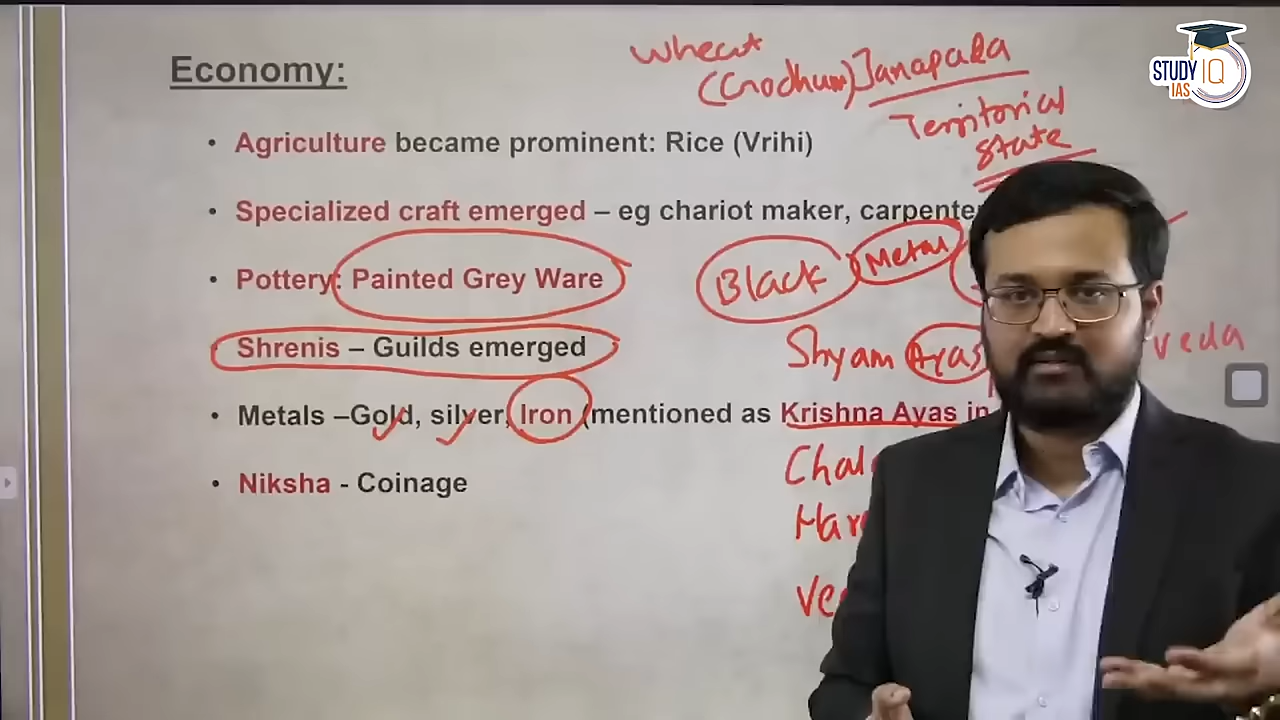 Economy:
wheat
(Godhum) Janapada
Territorial
state
STUDY IQ
IAS
• Agriculture became prominent: Rice (Vrihi)
• Specialized craft emerged – eg chariot maker, carpenter
• Pottery: Painted Grey Ware
Black Metal
Shrenis – Guilds emerged
Shyam Ayas
veda
• Metals –Gold, silver, Iron (mentioned as Krishna Ayas in
• Niksha - Coinage